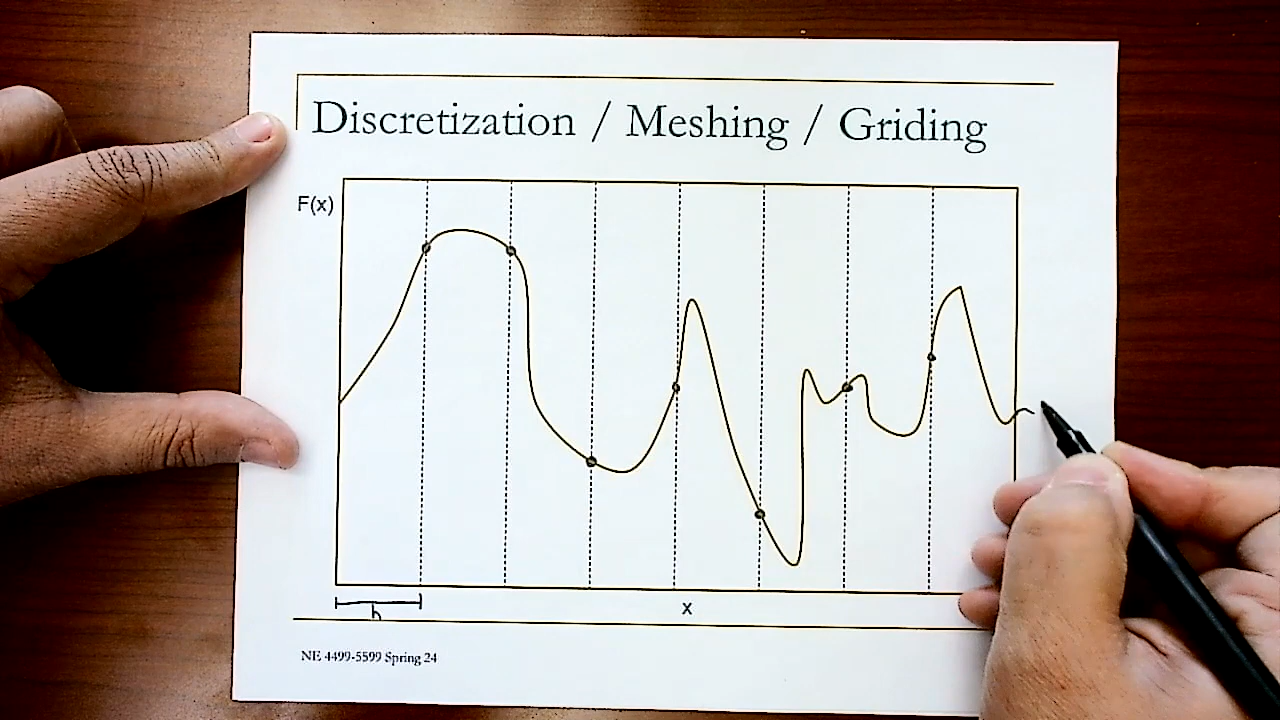 Discretization / Meshing / Griding
F(x)
h
x
NE 4499-5599 Spring 24